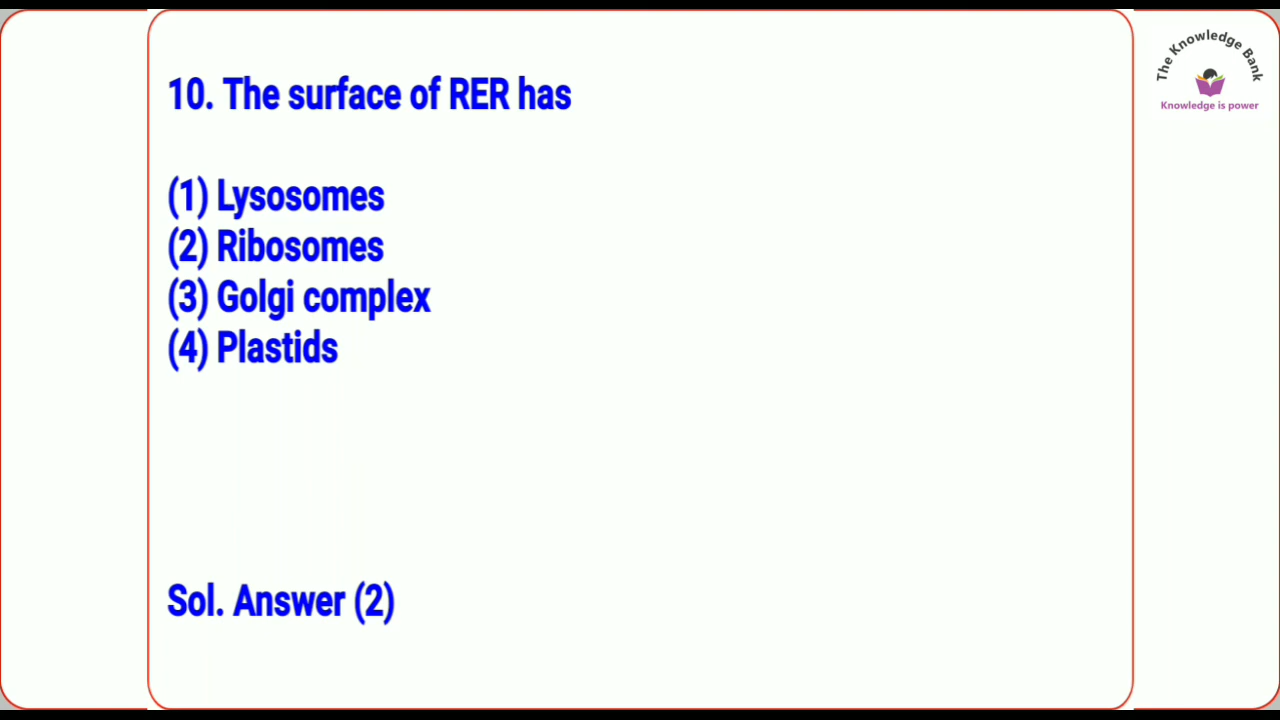 The Knowledge Bank
Knowledge is power
10. The surface of RER has
(1) Lysosomes
(2) Ribosomes
(3) Golgi complex
(4) Plastids
Sol. Answer (2)